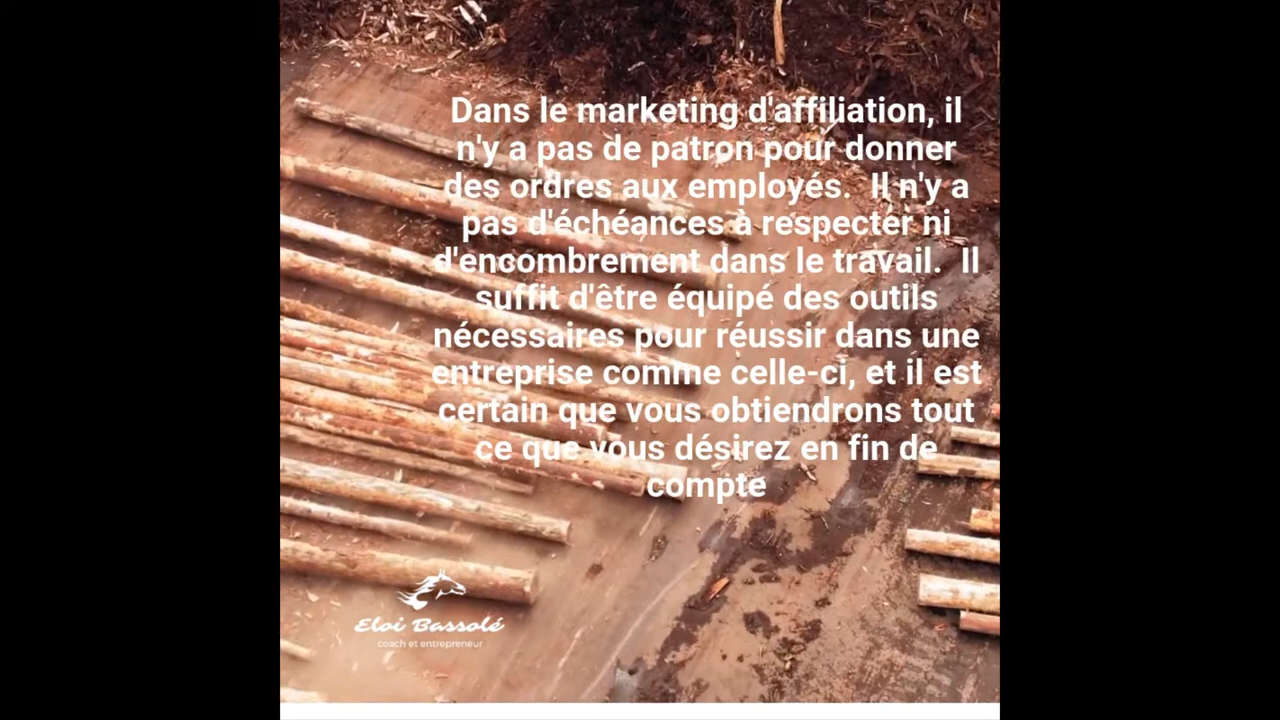 Dans le marketing d'affiliation, il
n'y a pas de patron pour donner
des ordres aux employés.  Il n'y a
pas d'échéances à respecter ni
d'encombrement dans le travail.  Il
suffit d'être équipé des outils
nécessaires pour réussir dans une
entreprise comme celle-ci, et il est
certain que vous obtiendrons tout
ce que vous désirez en fin de
compte
Eloi Bassolé
coach et entrepreneur